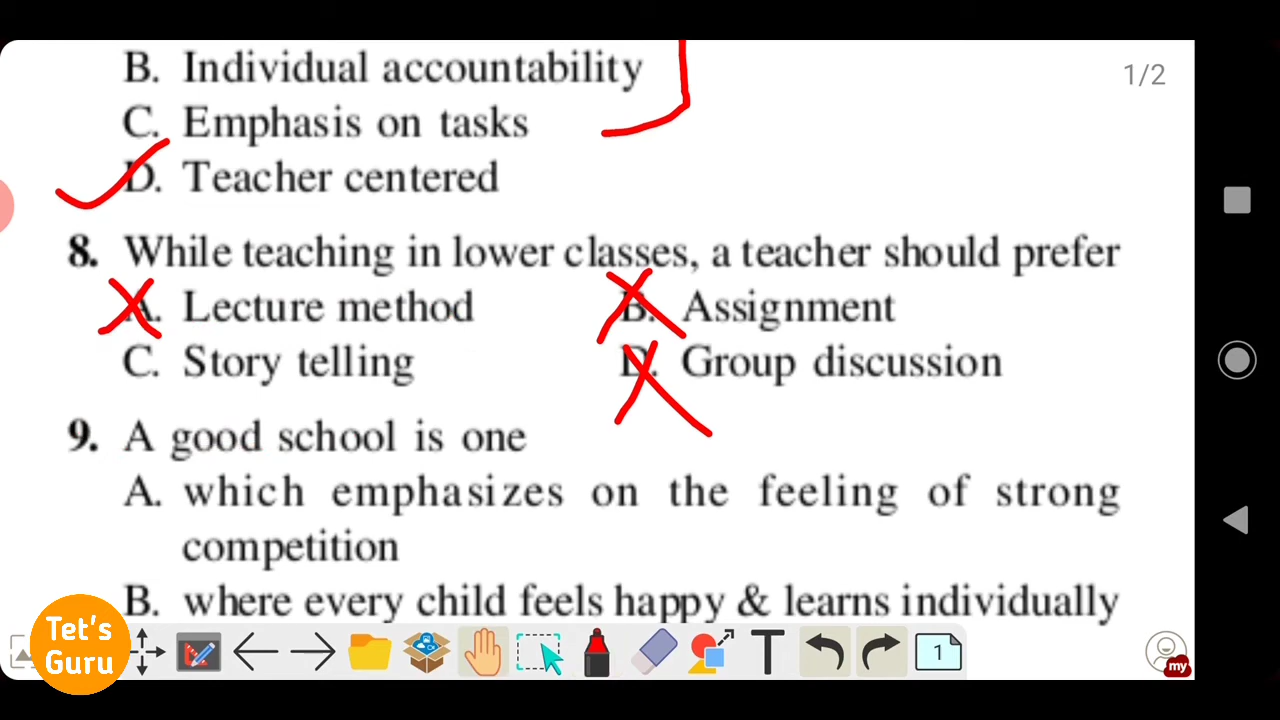 B. Individual accountability
1/2
C. Emphasis on tasks
D. Teacher centered
8. While teaching in lower classes, a teacher should prefer
A. Lecture method B. Assignment
C. Story telling D. Group discussion
9. A good school is one
A. which emphasizes on the feeling of strong
competition
B. where every child feels happy & learns individually
Tet's
Guru
T
1
my